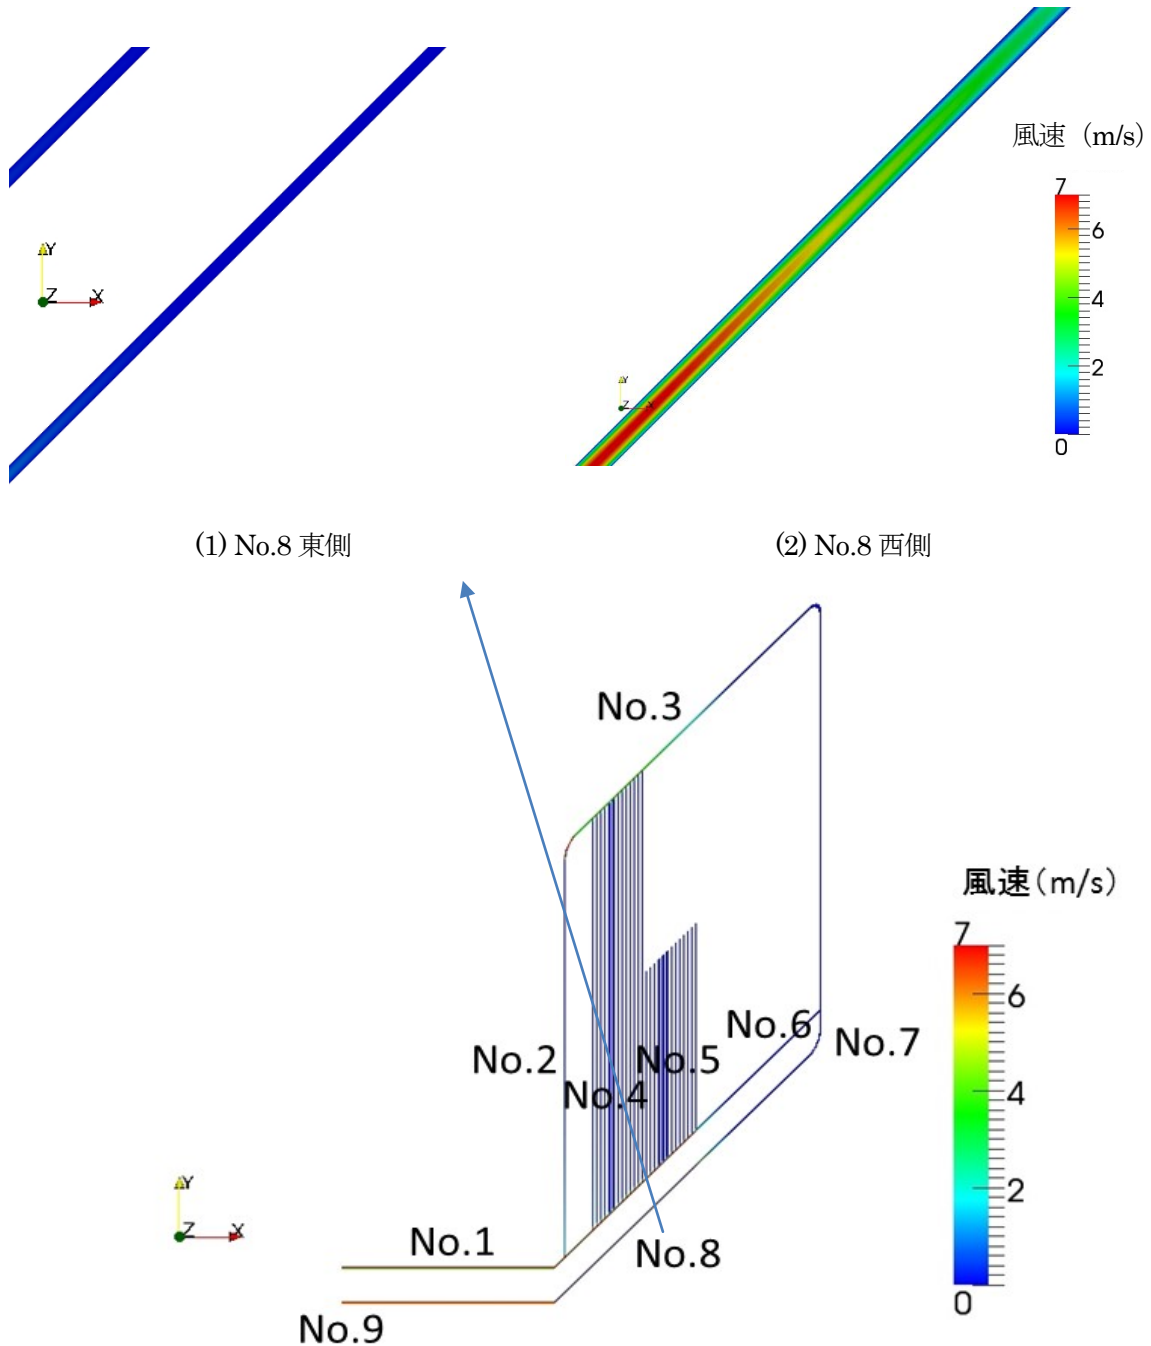 風速 (m/s)
7
6
4
2
0
Y
Z X
Y
Z X
(1) No.8 東側
(2) No.8 西側
No.3
風速(m/s)
7
6
4
2
0
No.6
No.7
No.2
No.5
No.4
Y
Z X
No.1
No.8
No.9